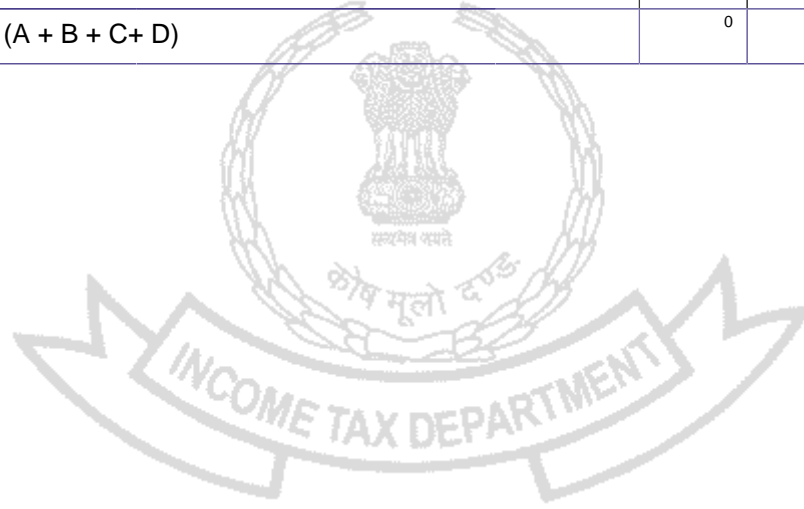 (A + B + C+ D) 0
सत्यमेव जयते
कोष मूलो दण्डः
INCOME TAX DEPARTMENT